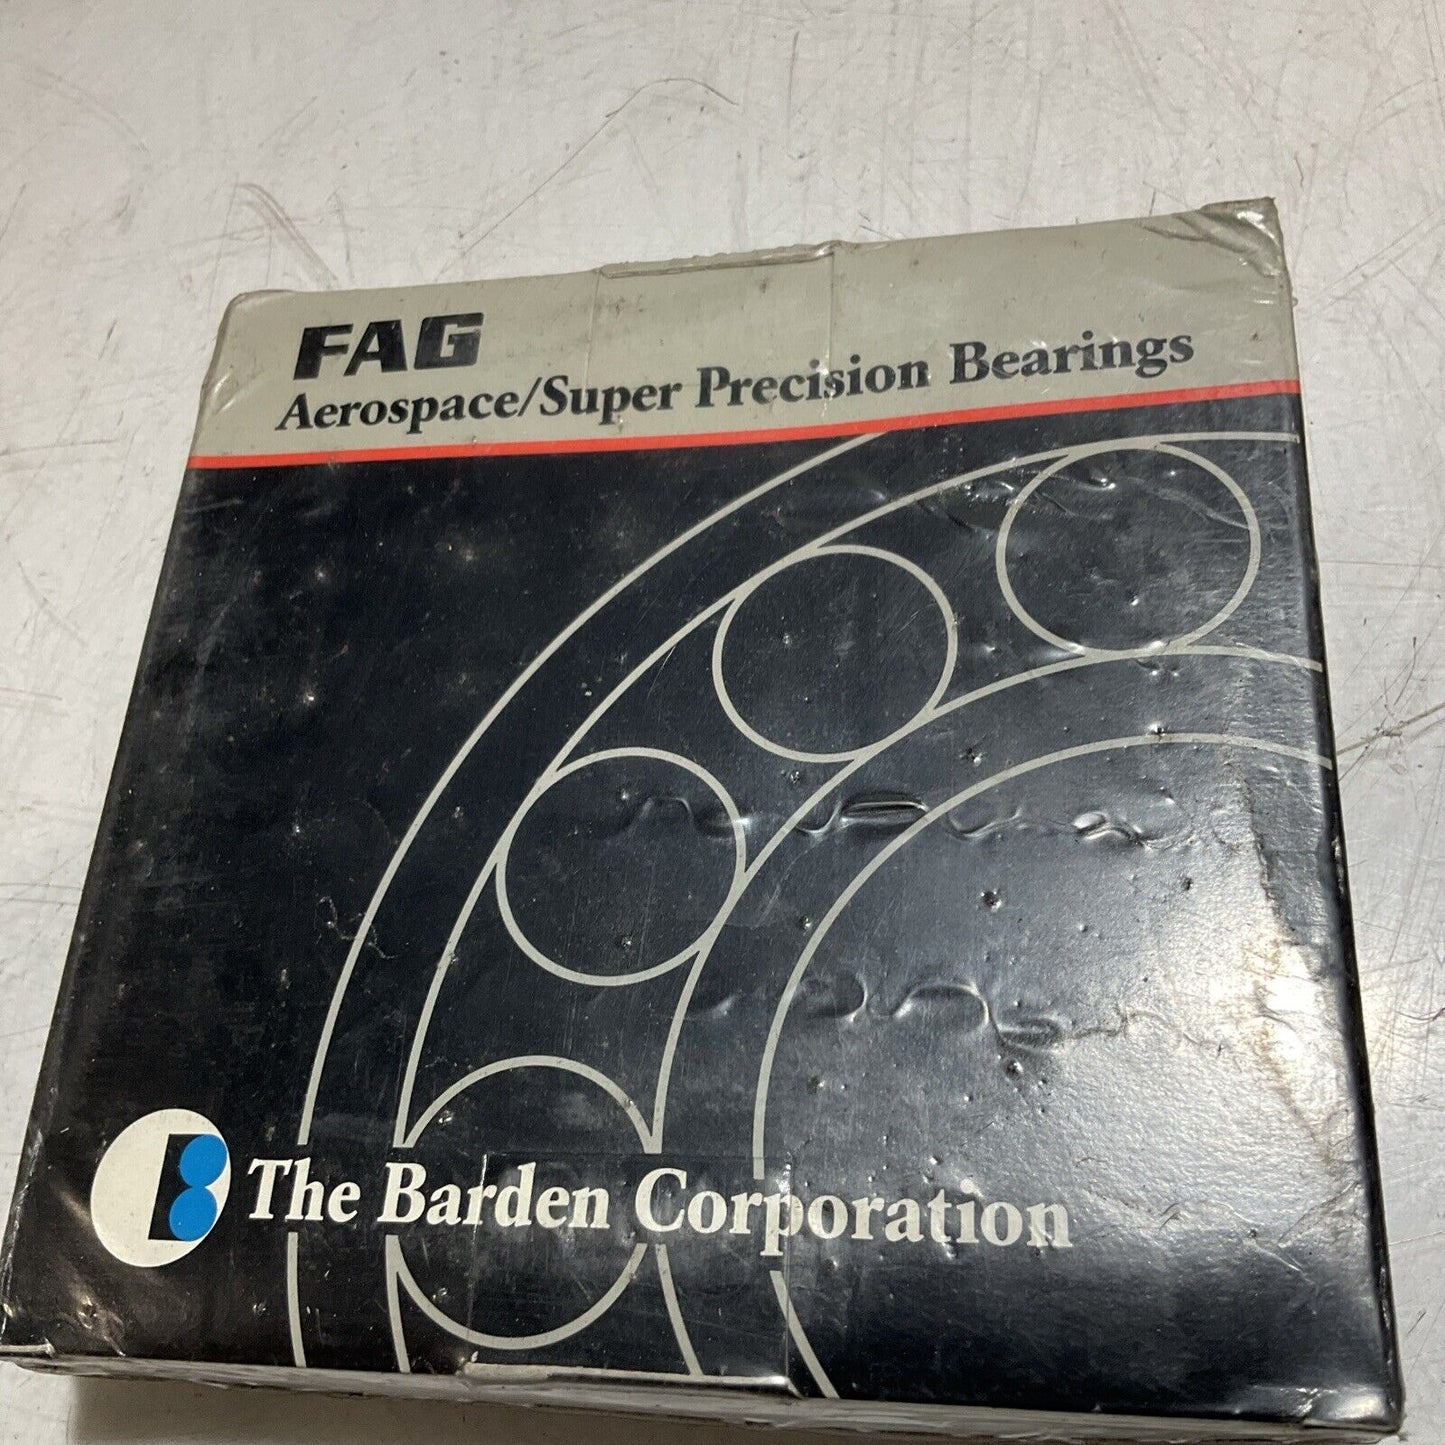 FAG
Aerospace/Super Precision Bearings
The Barden Corporation